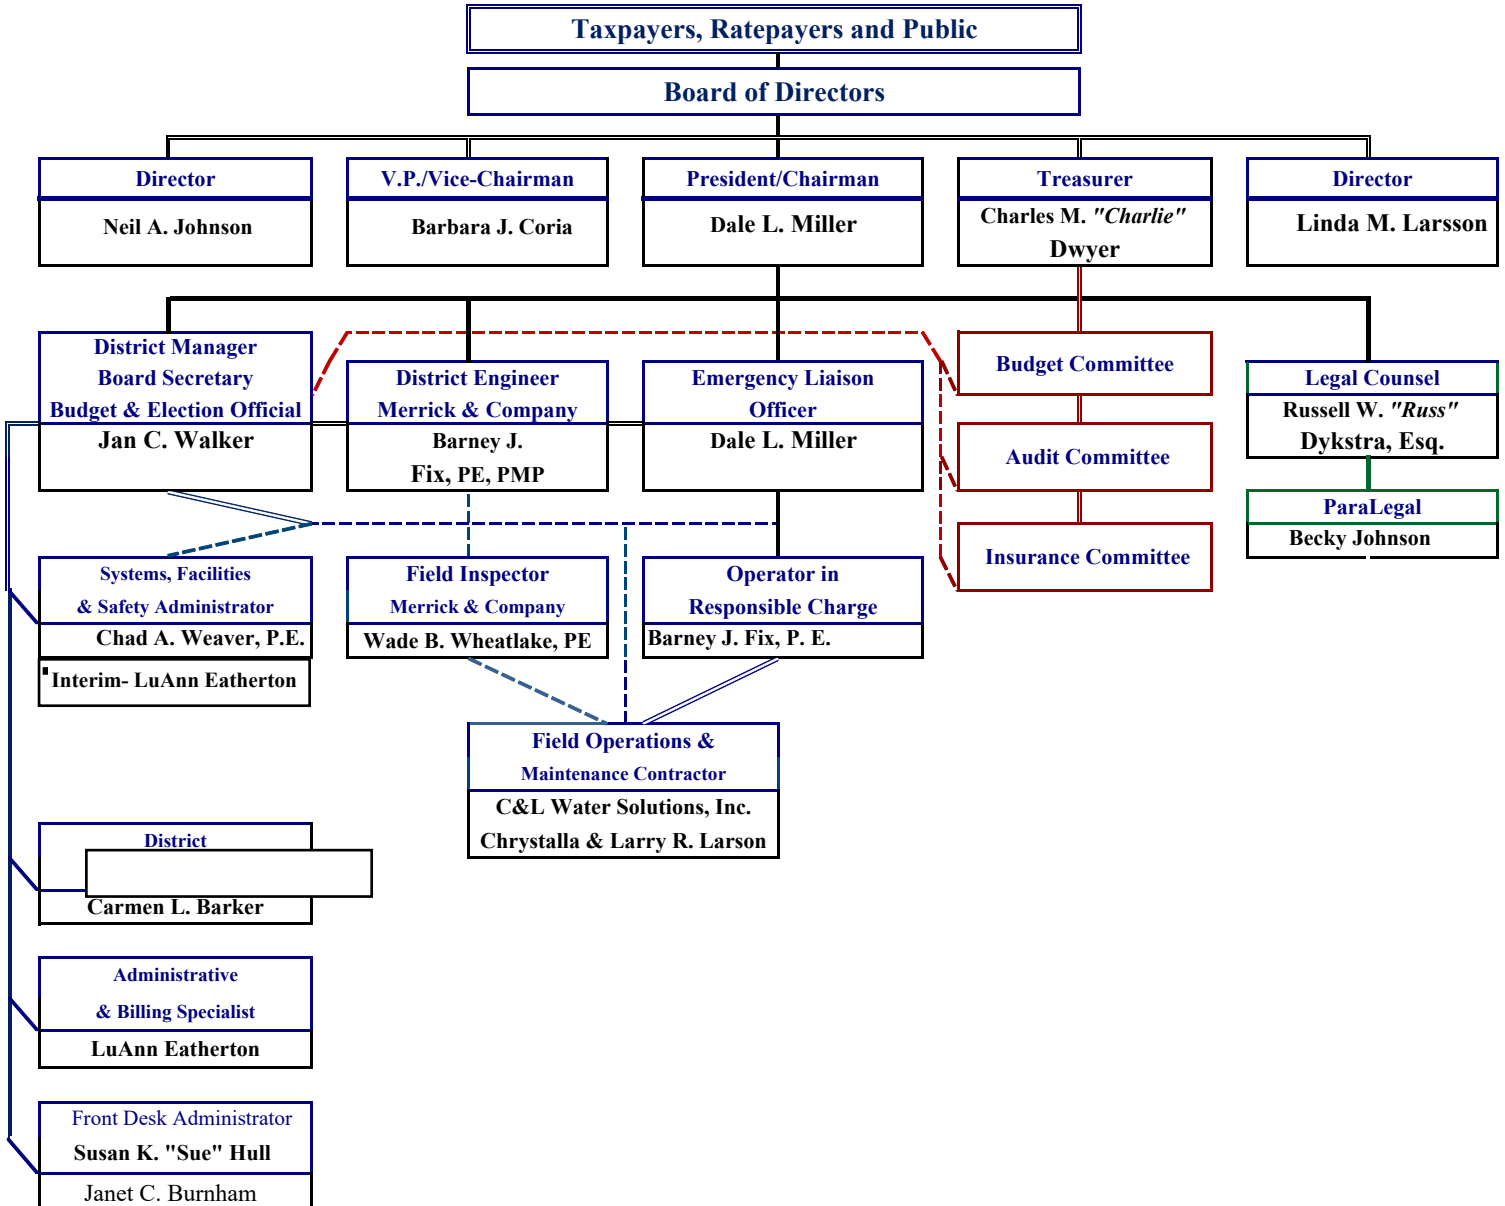 Taxpayers, Ratepayers and Public
Board of Directors
Director
Neil A. Johnson
V.P./Vice-Chairman
Barbara J. Coria
President/Chairman
Dale L. Miller
Treasurer
Charles M. "Charlie"
Dwyer
Director
Linda M. Larsson
District Manager
Board Secretary
Budget & Election Official
Jan C. Walker
District Engineer
Merrick & Company
Barney J.
Fix, PE, PMP
Emergency Liaison
Officer
Dale L. Miller
Budget Committee
Audit Committee
Insurance Committee
Legal Counsel
Russell W. "Russ"
Dykstra, Esq.
ParaLegal
Becky Johnson
Systems, Facilities
& Safety Administrator
Chad A. Weaver, P.E.
Interim- LuAnn Eatherton
Field Inspector
Merrick & Company
Wade B. Wheatlake, PE
Operator in
Responsible Charge
Barney J. Fix, P. E.
Field Operations &
Maintenance Contractor
C&L Water Solutions, Inc.
Chrystalla & Larry R. Larson
District
Carmen L. Barker
Administrative
& Billing Specialist
LuAnn Eatherton
Front Desk Administrator
Susan K. "Sue" Hull
Janet C. Burnham